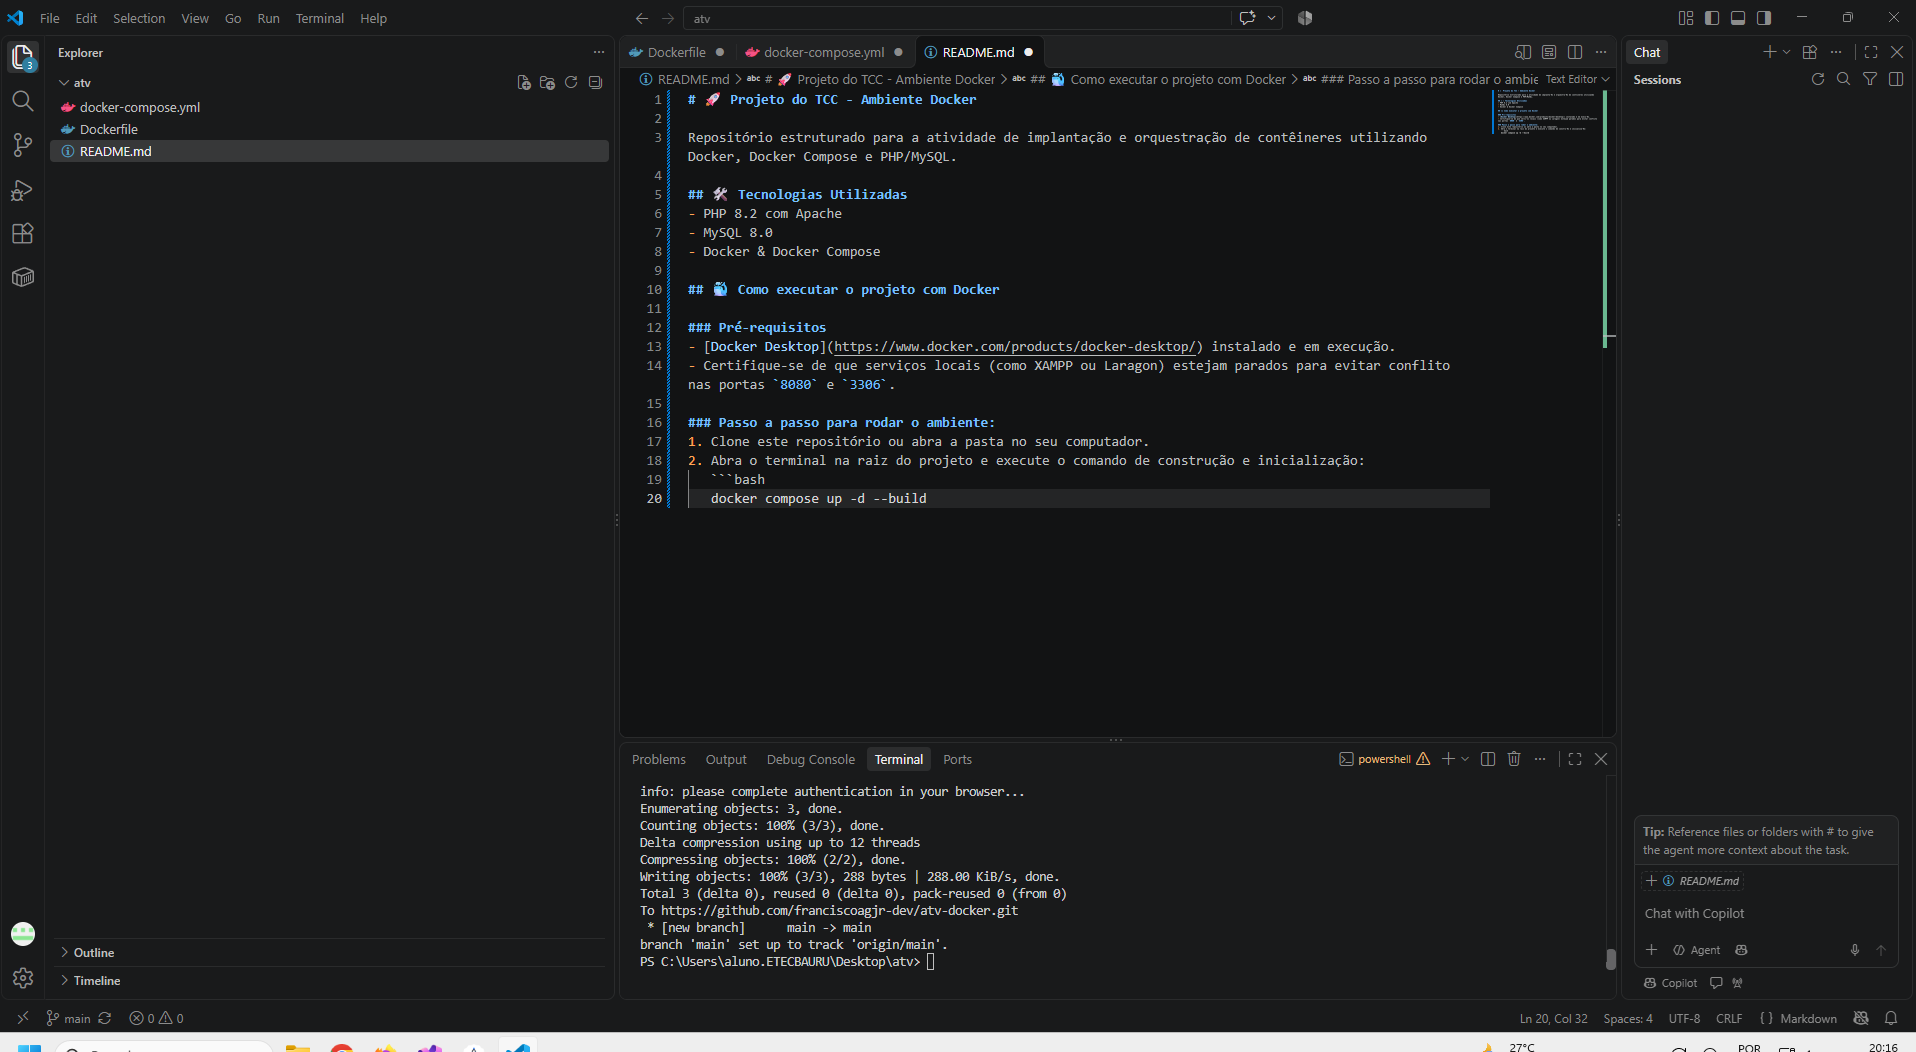 File Edit Selection View Go Run Terminal Help
atv
Explorer
atv
docker-compose.yml
Dockerfile
README.md
Outline
Timeline
Dockerfile docker-compose.yml README.md
README.md > # 🚀 Projeto do TCC - Ambiente Docker > ## Como executar o projeto com Docker > ### Passo a passo para rodar o ambie Text Editor
1 # 🚀 Projeto do TCC - Ambiente Docker
2
3 Repositório estruturado para a atividade de implantação e orquestração de contêineres utilizando
Docker, Docker Compose e PHP/MySQL.
4
5 ## 🛠 Tecnologias Utilizadas
6 - PHP 8.2 com Apache
7 - MySQL 8.0
8 - Docker & Docker Compose
9
10 ## Como executar o projeto com Docker
11
12 ### Pré-requisitos
13 - [Docker Desktop](https://www.docker.com/products/docker-desktop/) instalado e em execução.
14 - Certifique-se de que serviços locais (como XAMPP ou Laragon) estejam parados para evitar conflito
nas portas `8080` e `3306`.
15
16 ### Passo a passo para rodar o ambiente:
17 1. Clone este repositório ou abra a pasta no seu computador.
18 2. Abra o terminal na raiz do projeto e execute o comando de construção e inicialização:
19 ```bash
20 docker compose up -d --build
Problems Output Debug Console Terminal Ports
powershell
info: please complete authentication in your browser...
Enumerating objects: 3, done.
Counting objects: 100% (3/3), done.
Delta compression using up to 12 threads
Compressing objects: 100% (2/2), done.
Writing objects: 100% (3/3), 288 bytes | 288.00 KiB/s, done.
Total 3 (delta 0), reused 0 (delta 0), pack-reused 0 (from 0)
To https://github.com/franciscoagjr-dev/atv-docker.git
* [new branch] main -> main
branch 'main' set up to track 'origin/main'.
PS C:\Users\aluno.ETECBAURU\Desktop\atv>
Chat
Sessions
Tip: Reference files or folders with # to give
the agent more context about the task.
README.md
Chat with Copilot
Agent
Copilot
main 0 0
Ln 20, Col 32 Spaces: 4 UTF-8 CRLF { } Markdown
27°C
POR
20:16